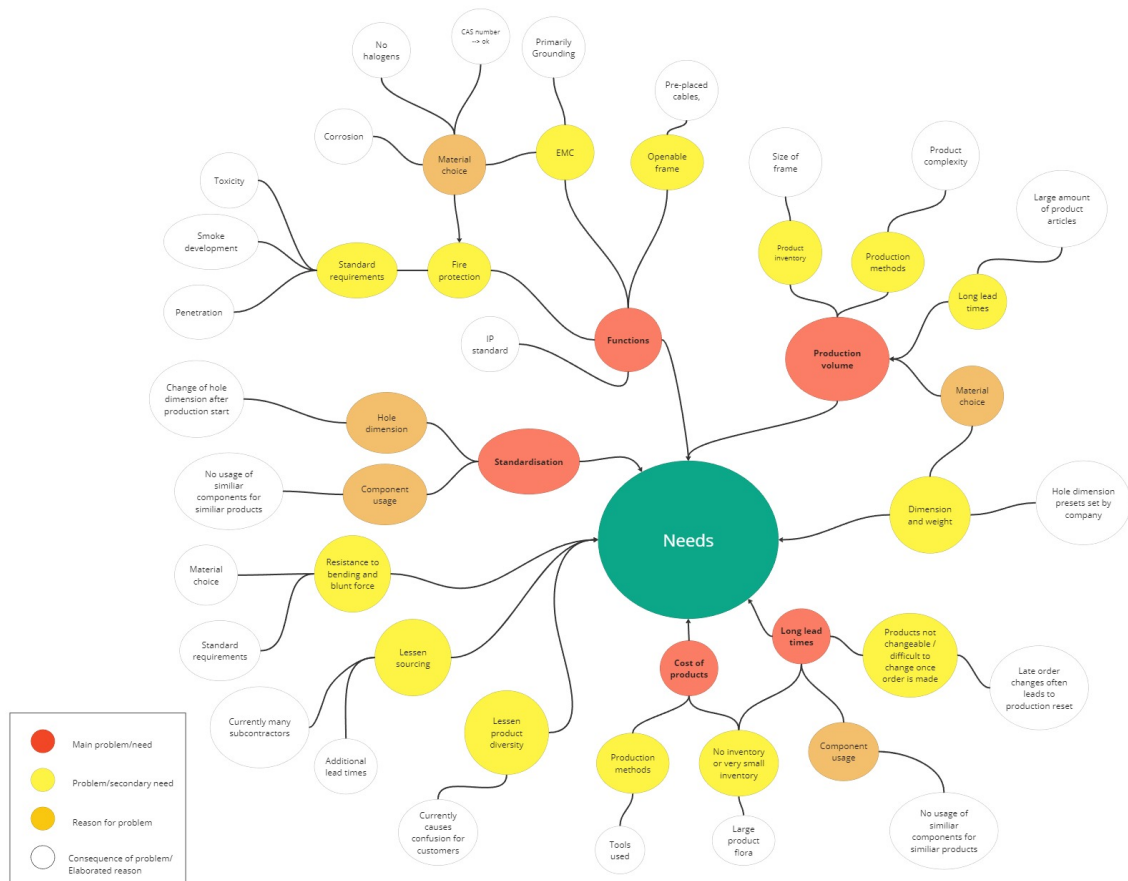 No
halogens
CAS number
--> ok
Primarily
Grounding
Pre-placed
cables,
Corrosion
Material
choice
EMC
Openable
frame
Size of
frame
Product
complexity
Large amount
of product
articles
Toxicity
Smoke
development
Penetration
Standard
requirements
Fire
protection
Product
inventory
Production
methods
Long lead
times
IP
standard
Functions
Production
volume
Material
choice
Change of hole
dimension after
production start
Hole
dimension
Standardisation
No usage of
similiar
components for
similiar products
Component
usage
Needs
Dimension
and weight
Hole dimension
presets set by
company
Material
choice
Resistance to
bending and
blunt force
Standard
requirements
Lessen
sourcing
Currently many
subcontractors
Additional
lead times
Lessen
product
diversity
Currently
causes
confusion for
customers
Cost of
products
Long lead
times
Products not
changeable /
difficult to
change once
order is made
Late order
changes often
leads to
production reset
Production
methods
No inventory
or very small
inventory
Component
usage
Tools
used
Large
product
flora
No usage of
similiar
components for
similiar products
Main problem/need
Problem/secondary need
Reason for problem
Consequence of problem/
Elaborated reason